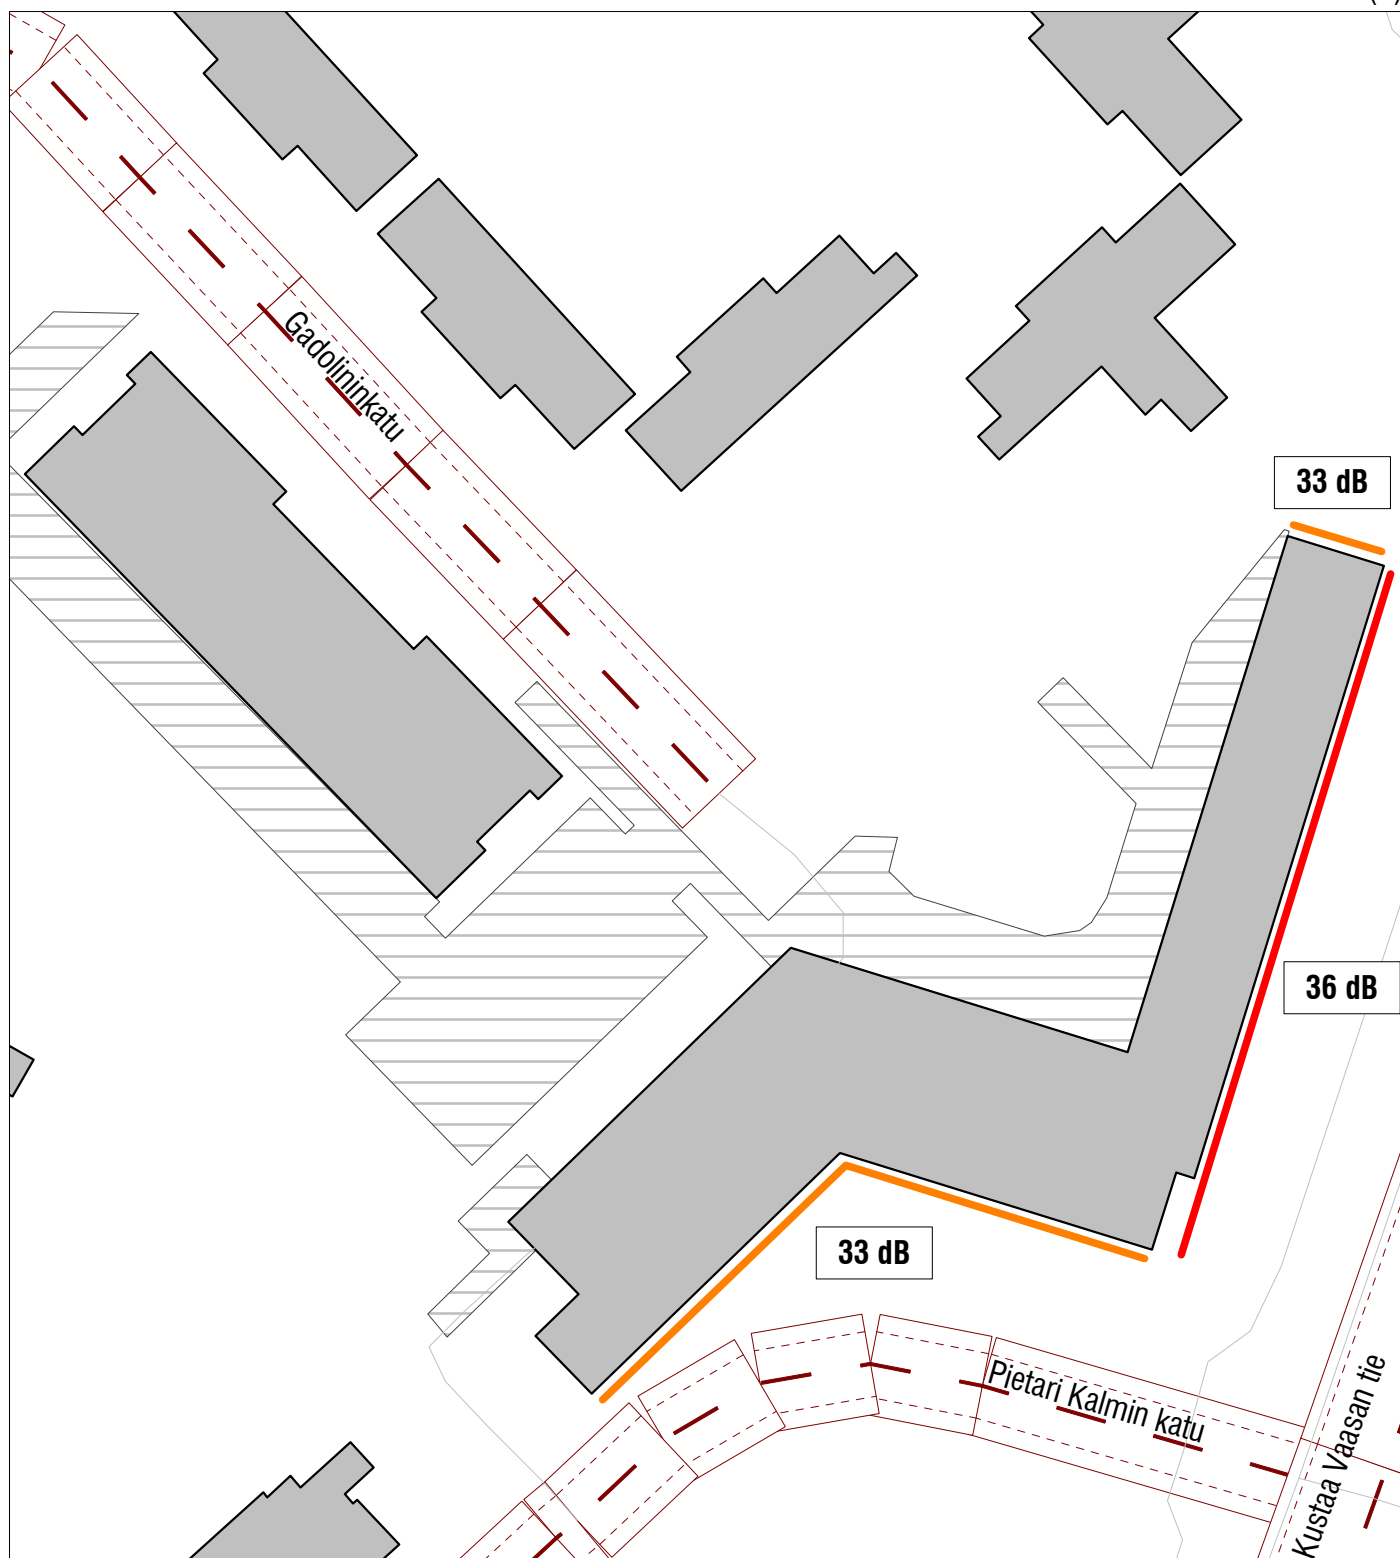 Gadolininkatu
33 dB
36 dB
33 dB
Pietari Kalmin katu
Kustaa Vaasan tie